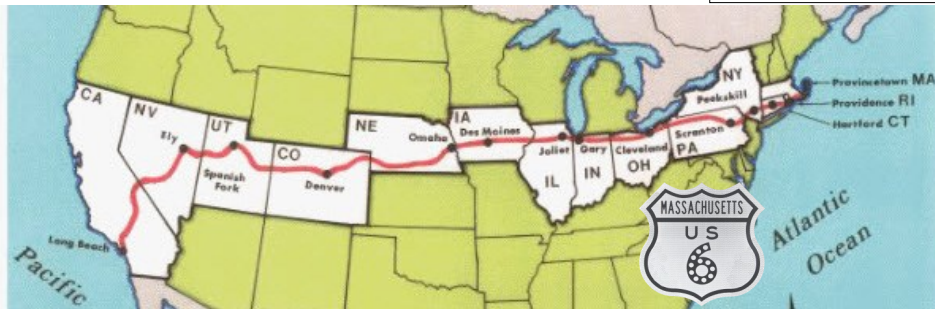 CA
NV
Ely
UT
Spanish
Fork
CO
Denver
NE
Omaha
IA
Des Moines
Joliet
IL
Gary
IN
Cleveland
OH
Scranton
PA
NY
Peekskill
Provincetown MA
Providence RI
Hartford CT
Long Beach
Pacific
Atlantic
Ocean
MASSACHUSETTS
US
6